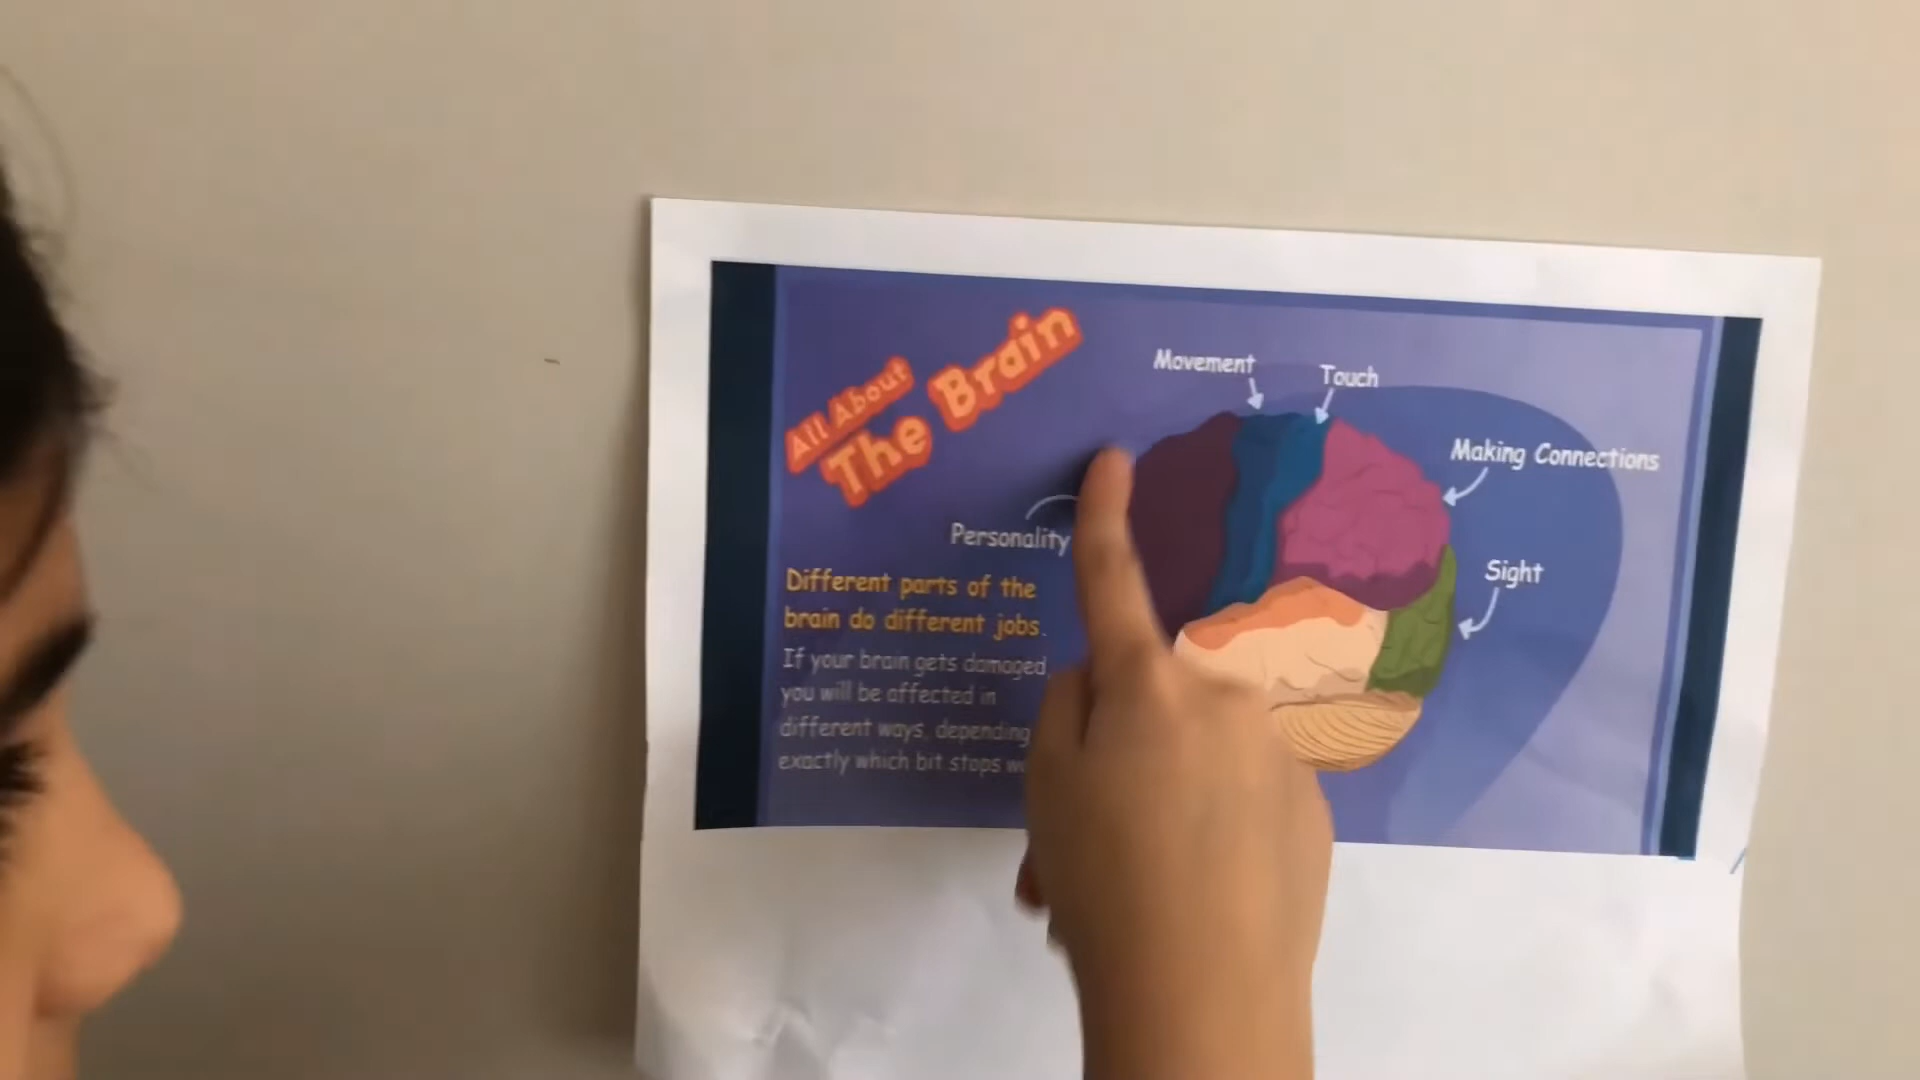 All About
The Brain
Movement
Touch
Making Connections
Personality
Sight
Different parts of the
brain do different jobs.
If your brain gets damaged,
you will be affected in
different ways, depending
exactly which bit stops